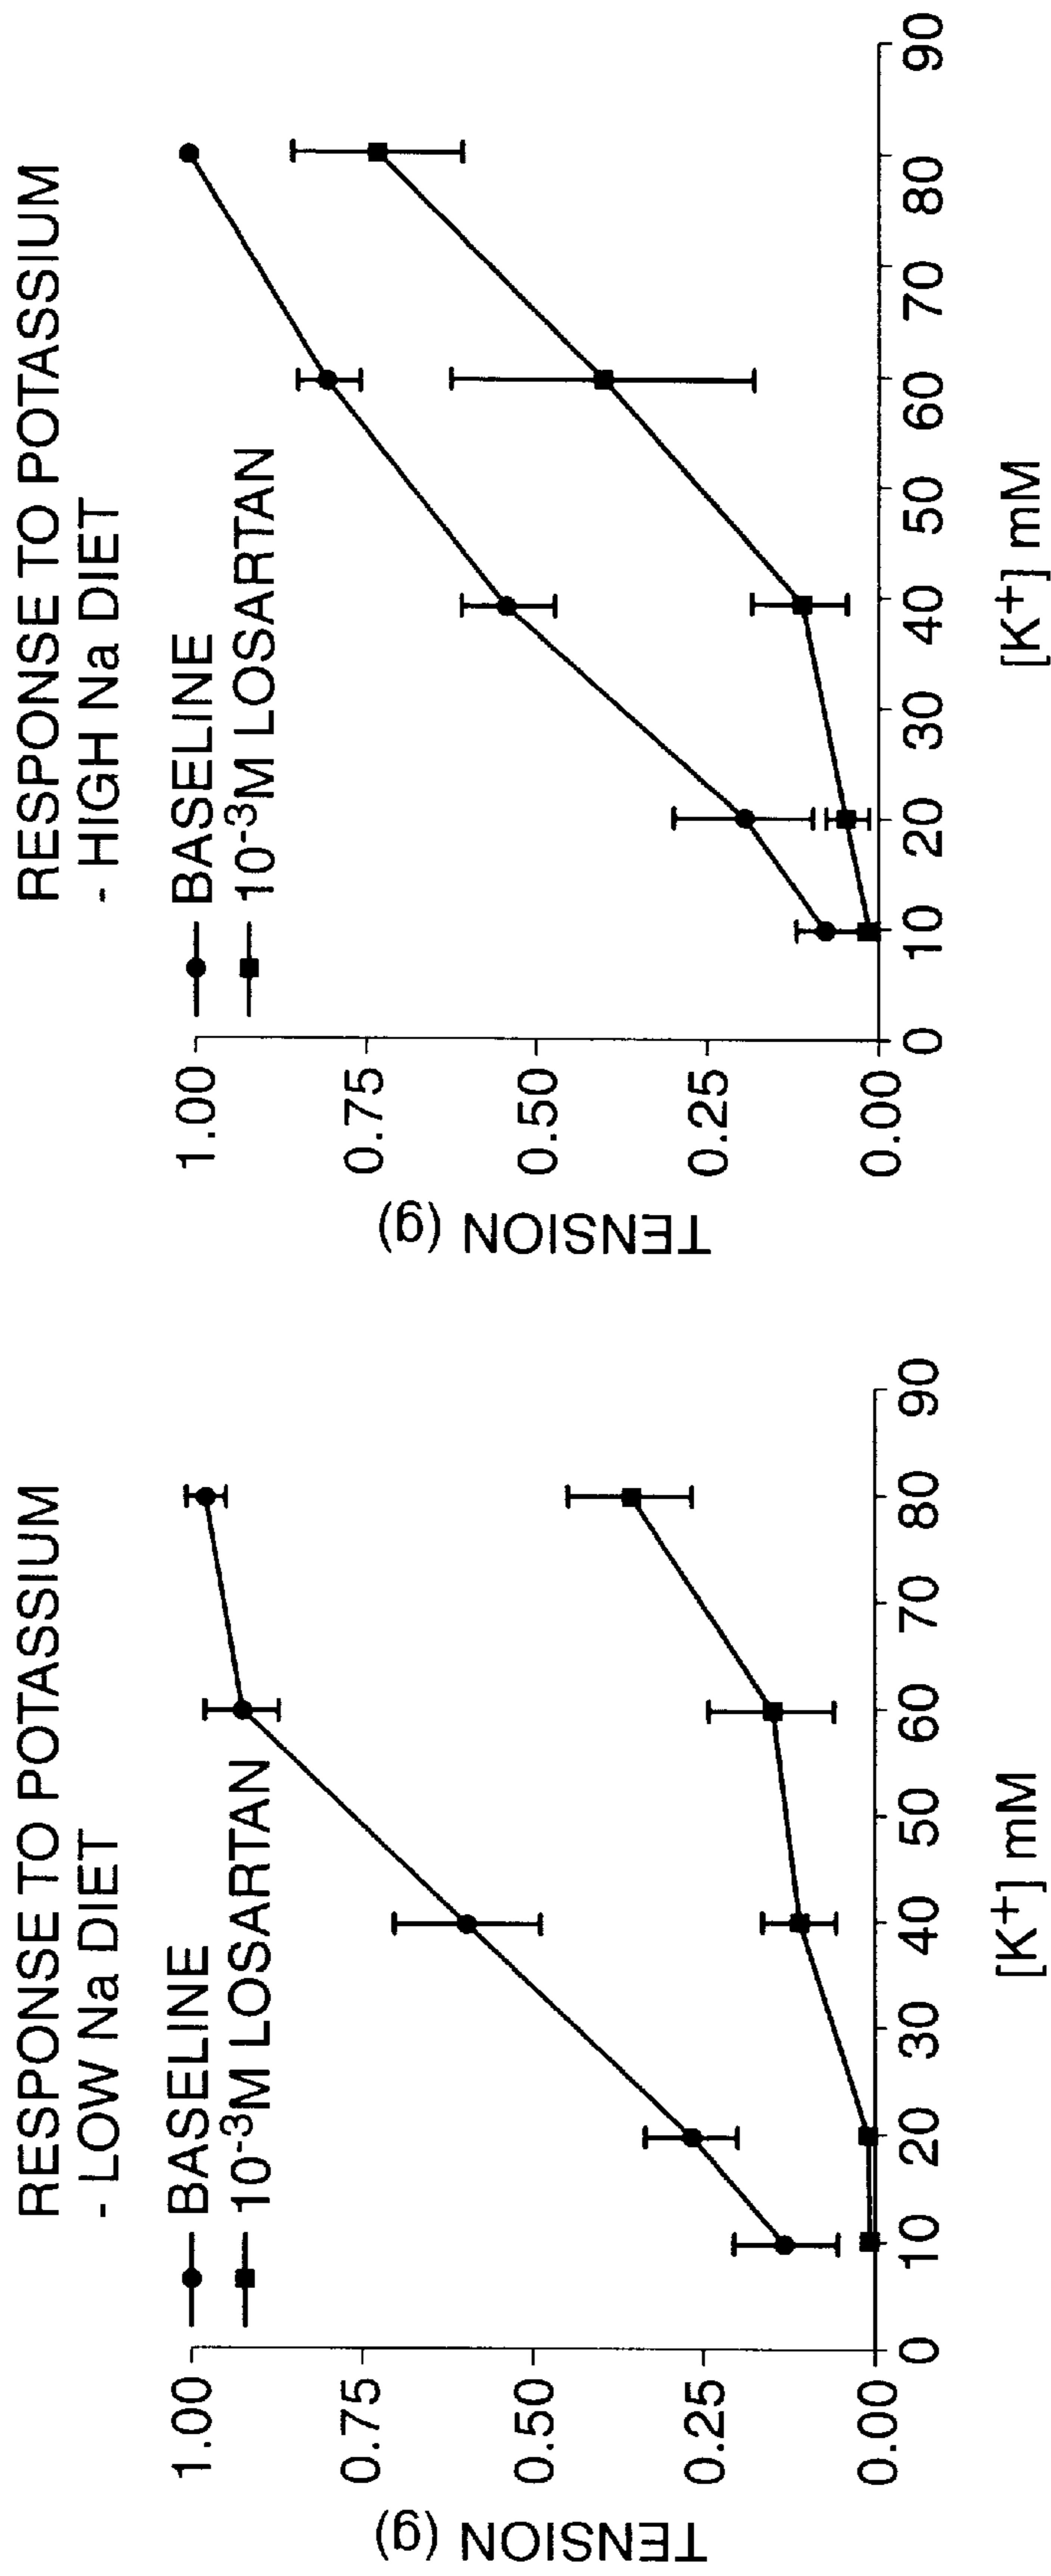 RESPONSE TO POTASSIUM
- LOW Na DIET
BASELINE
10⁻³M LOSARTAN
1.00
0.75
0.50
0.25
0.00
TENSION (g)
0 10 20 30 40 50 60 70 80 90
[K⁺] mM
RESPONSE TO POTASSIUM
- HIGH Na DIET
BASELINE
10⁻³M LOSARTAN
1.00
0.75
0.50
0.25
0.00
TENSION (g)
0 10 20 30 40 50 60 70 80 90
[K⁺] mM